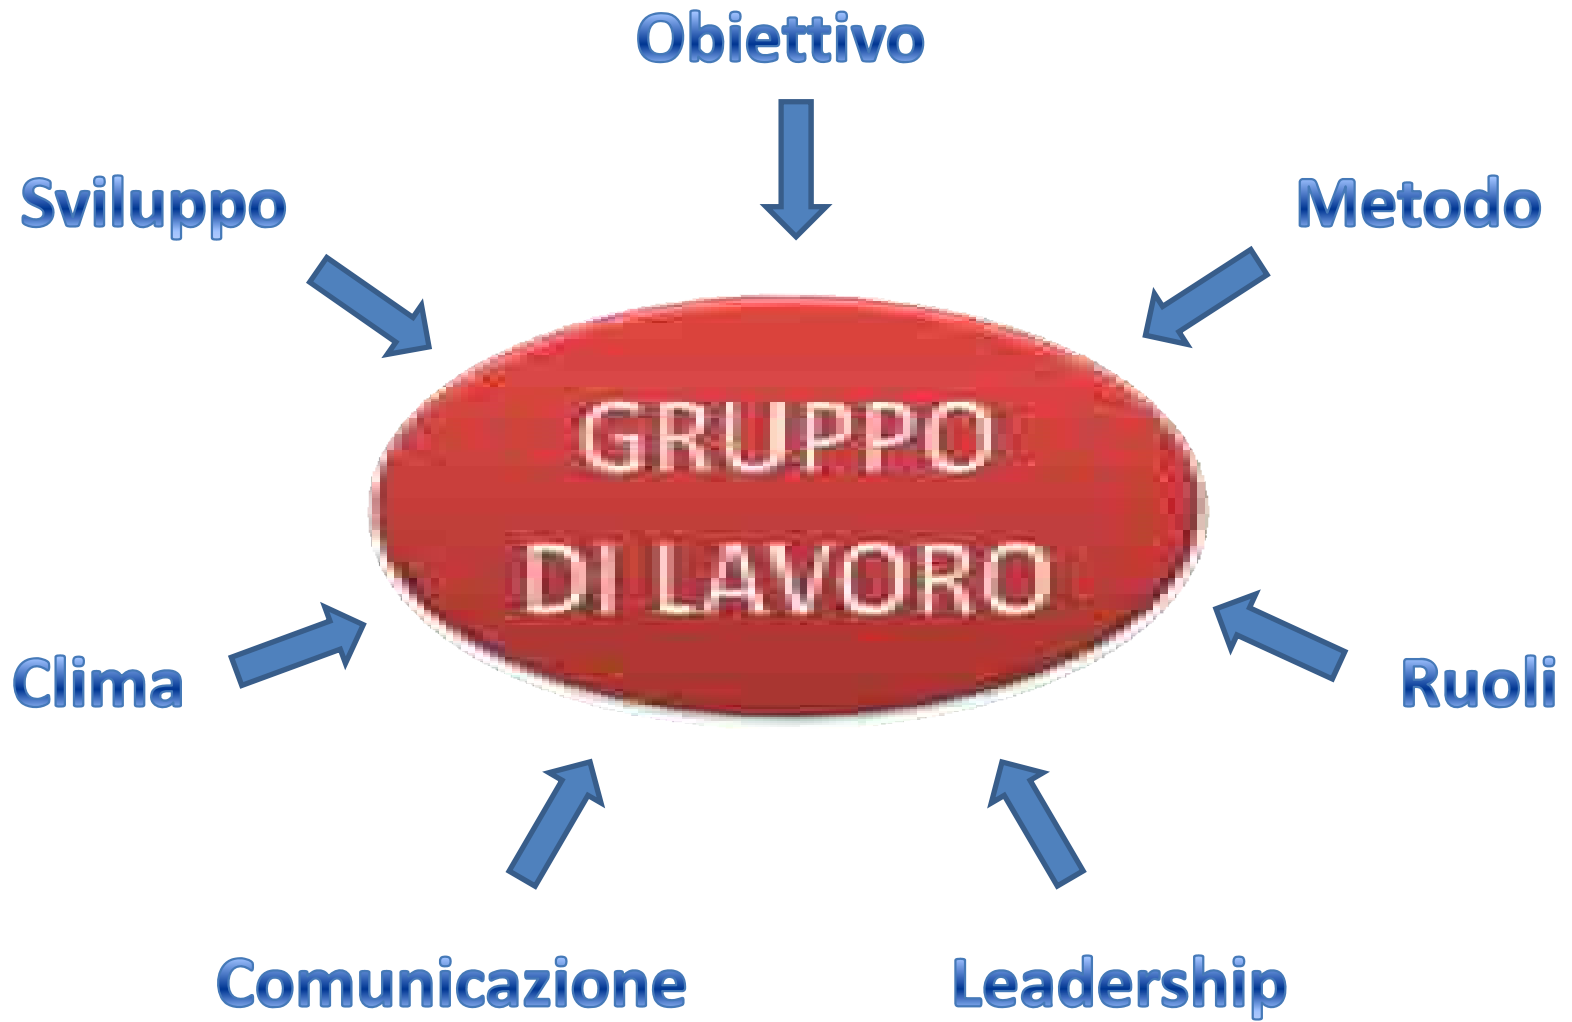 Obiettivo
Sviluppo
Metodo
GRUPPO
DI LAVORO
Clima
Ruoli
Comunicazione
Leadership